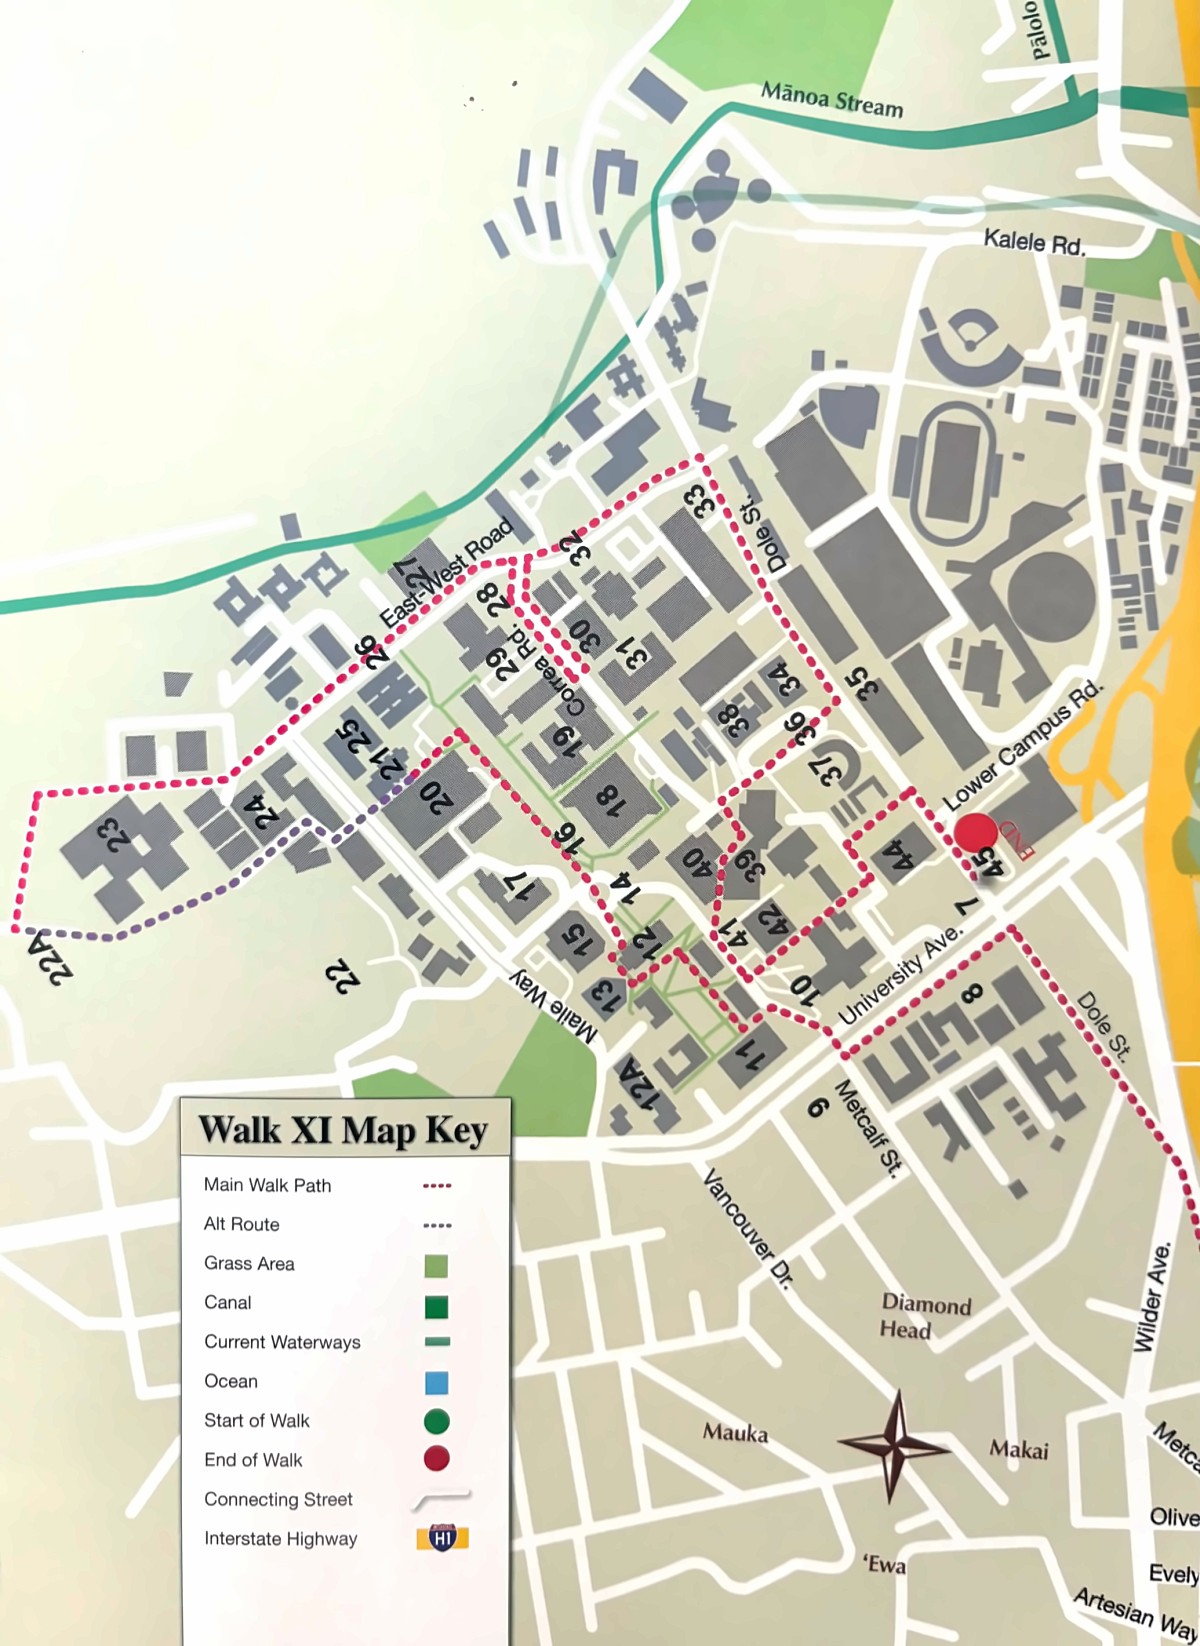 Pālolo
Mānoa Stream
Kalele Rd.
33
Dole St.
32
27
East-West Road
28
30
31
26
29
Correa Rd.
34
35
36
38
37
19
25
21
20
18
Lower Campus Rd.
24
23
16
40
39
44
END
45
17
14
42
41
7
15
12
22A
22
13
10
University Ave.
8
Maile Way
11
Dole St.
12A
9
Metcalf St.
Vancouver Dr.
Walk XI Map Key
Main Walk Path
Alt Route
Grass Area
Canal
Current Waterways
Ocean
Start of Walk
End of Walk
Connecting Street
Interstate Highway
H1
Wilder Ave.
Diamond
Head
Mauka
Makai
ʻEwa
Metca
Olive
Evely
Artesian Way